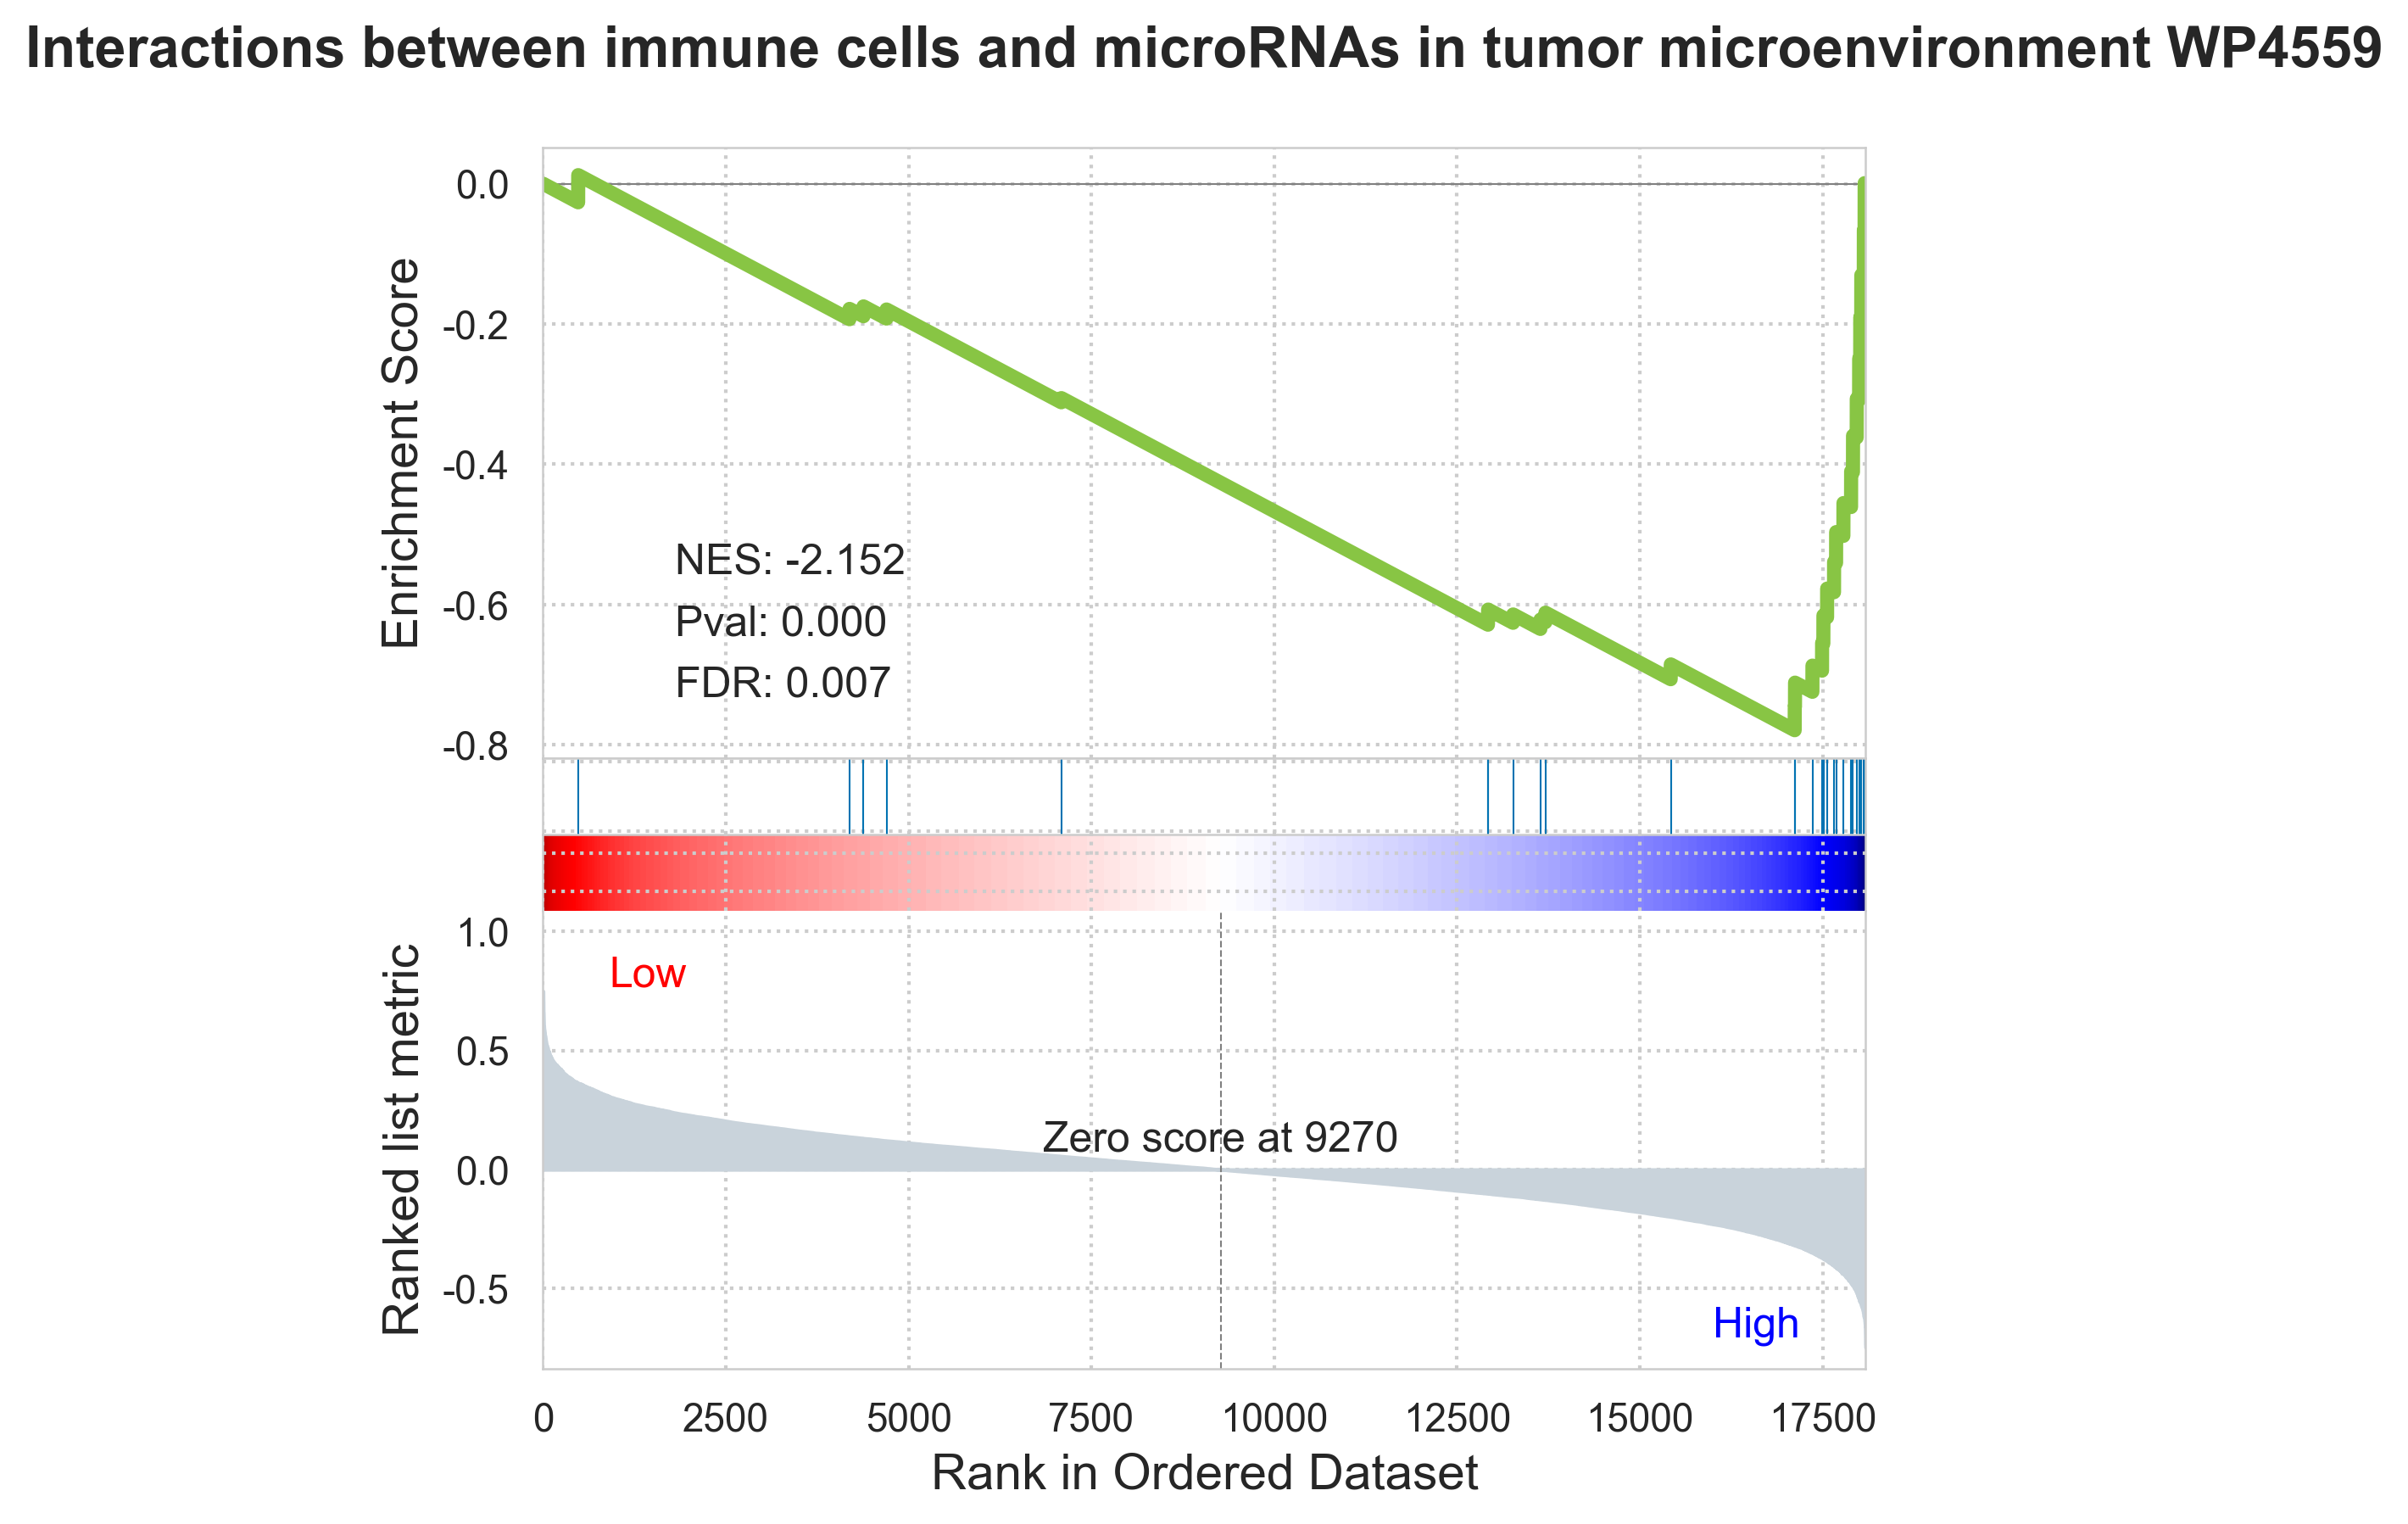 Interactions between immune cells and microRNAs in tumor microenvironment WP4559
Enrichment Score
0.0
-0.2
-0.4
-0.6
-0.8
NES: -2.152
Pval: 0.000
FDR: 0.007
Ranked list metric
1.0
0.5
0.0
-0.5
Low
Zero score at 9270
High
0 2500 5000 7500 10000 12500 15000 17500
Rank in Ordered Dataset